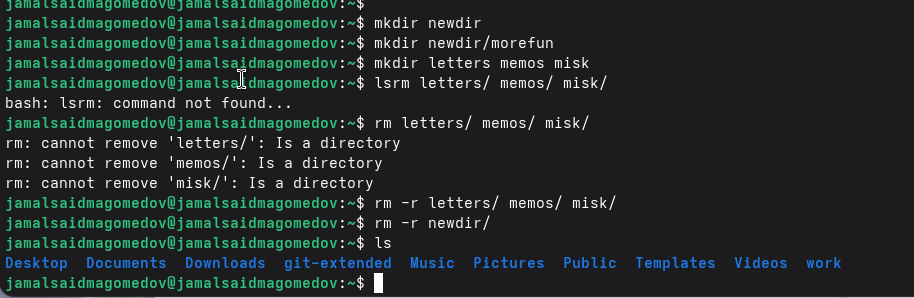 jamalsaidmagomedov@jamalsaidmagomedov:~$
jamalsaidmagomedov@jamalsaidmagomedov:~$ mkdir newdir
jamalsaidmagomedov@jamalsaidmagomedov:~$ mkdir newdir/morefun
jamalsaidmagomedov@jamalsaidmagomedov:~$ mkdir letters memos misk
jamalsaidmagomedov@jamalsaidmagomedov:~$ lsrm letters/ memos/ misk/
bash: lsrm: command not found...
jamalsaidmagomedov@jamalsaidmagomedov:~$ rm letters/ memos/ misk/
rm: cannot remove 'letters/': Is a directory
rm: cannot remove 'memos/': Is a directory
rm: cannot remove 'misk/': Is a directory
jamalsaidmagomedov@jamalsaidmagomedov:~$ rm -r letters/ memos/ misk/
jamalsaidmagomedov@jamalsaidmagomedov:~$ rm -r newdir/
jamalsaidmagomedov@jamalsaidmagomedov:~$ ls
Desktop Documents Downloads git-extended Music Pictures Public Templates Videos work
jamalsaidmagomedov@jamalsaidmagomedov:~$